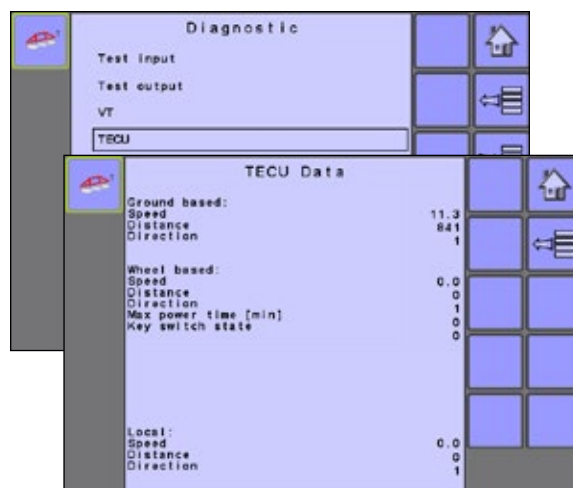 Diagnostic
Test input
Test output
VT
TECU
TECU Data
Ground based:
Speed 11.3
Distance 841
Direction 1
Wheel based:
Speed 0.0
Distance 0
Direction 1
Max power time [min] 0
Key switch state 0
Local:
Speed 0.0
Distance 0
Direction 1